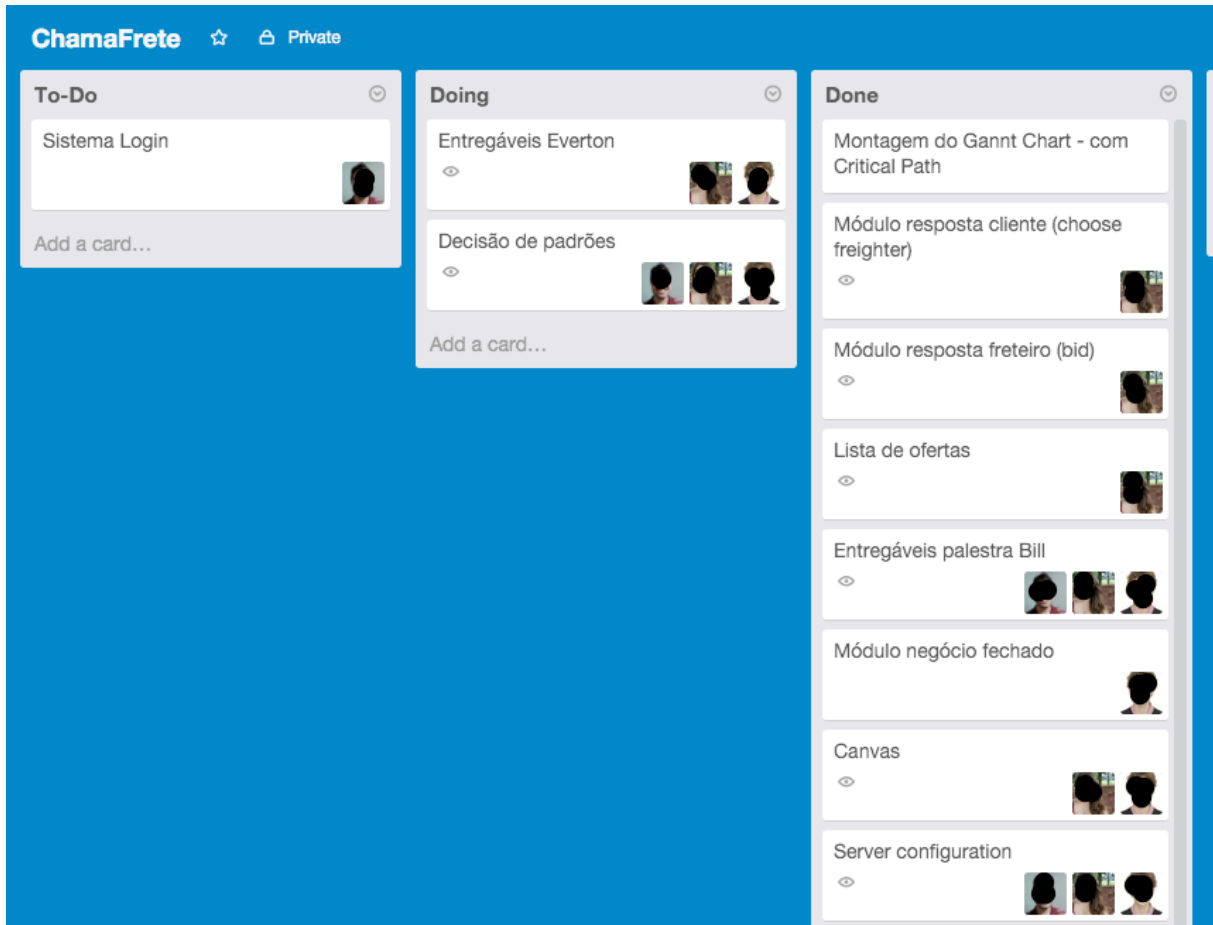 ChamaFrete Private
To-Do
Sistema Login
Add a card…
Doing
Entregáveis Everton
Decisão de padrões
Add a card…
Done
Montagem do Gannt Chart - com
Critical Path
Módulo resposta cliente (choose
freighter)
Módulo resposta freteiro (bid)
Lista de ofertas
Entregáveis palestra Bill
Módulo negócio fechado
Canvas
Server configuration